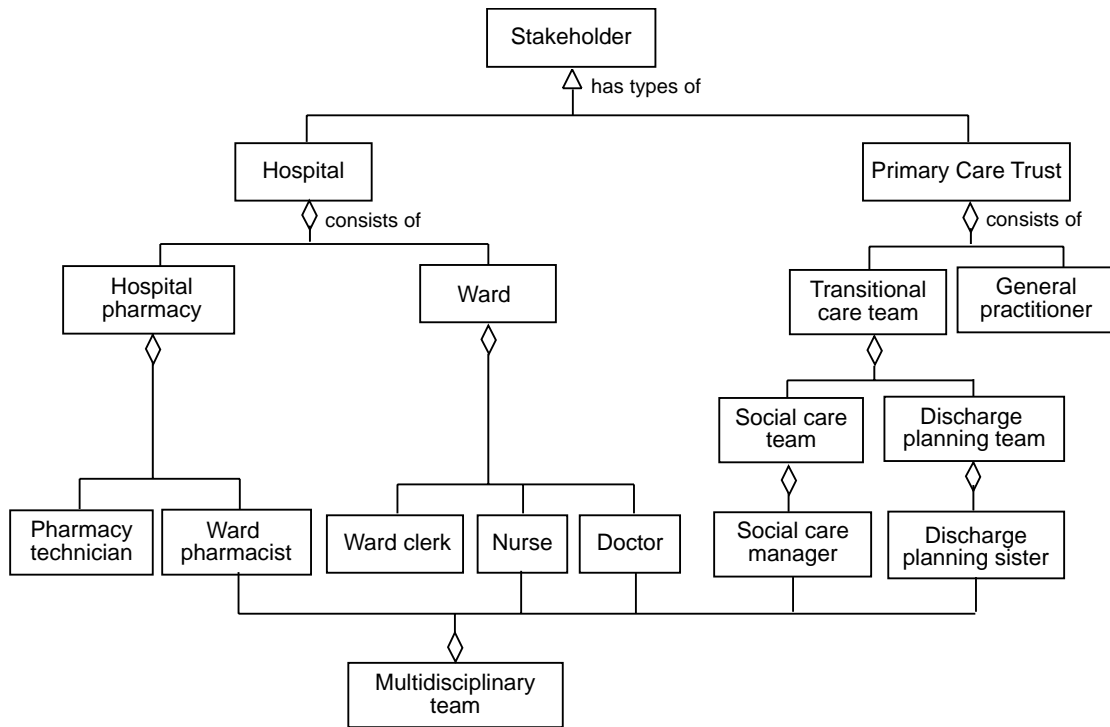 Stakeholder
has types of
Hospital
Primary Care Trust
consists of
consists of
Hospital
pharmacy
Ward
Transitional
care team
General
practitioner
Social care
team
Discharge
planning team
Pharmacy
technician
Ward
pharmacist
Ward clerk
Nurse
Doctor
Social care
manager
Discharge
planning sister
Multidisciplinary
team